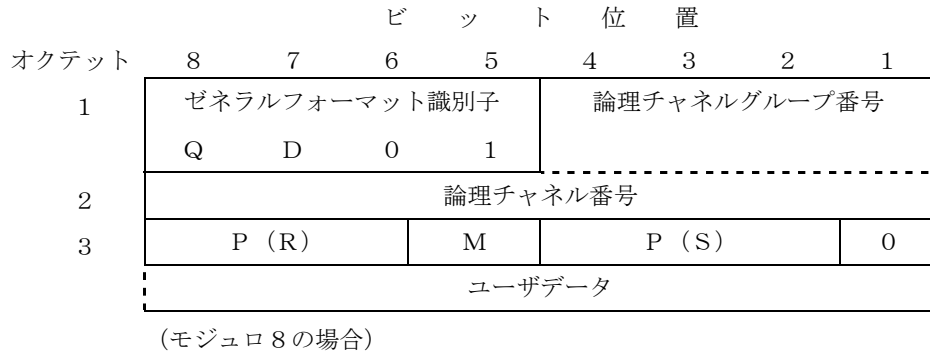 ビット位置
オクテット 8 7 6 5 4 3 2 1
1 ゼネラルフォーマット識別子 論理チャネルグループ番号
Q D 0 1
2 論理チャネル番号
3 P(R) M P(S) 0
ユーザデータ
(モジュロ8の場合)